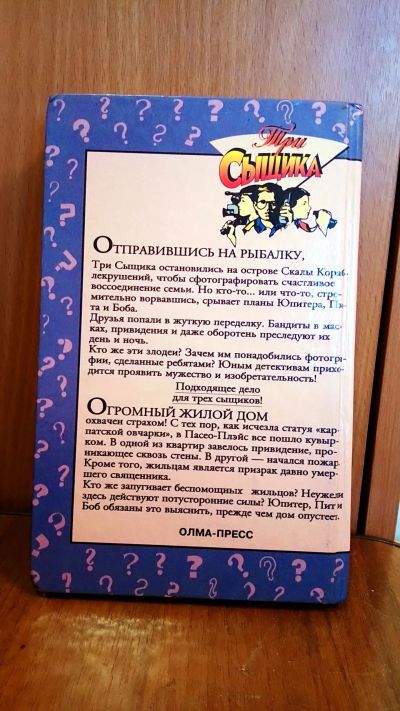 Три
Сыщика
Отправившись на рыбалку,
Три Сыщика остановились на острове Скалы Кораб-
лекрушений, чтобы сфотографировать счастливое
воссоединение семьи. Но кто-то... или что-то, стре-
мительно ворвавшись, срывает планы Юпитера, Пи-
та и Боба.
Друзья попали в жуткую переделку. Бандиты в мас-
ках, привидения и даже оборотень преследуют их
день и ночь.
Кто же эти злодеи? Зачем им понадобились фотогра-
фии, сделанные ребятами? Юным детективам прихо-
дится проявить мужество и изобретательность!
Подходящее дело
для трех сыщиков!
Огромный жилой дом
охвачен страхом! С тех пор, как исчезла статуя «кар-
патской овчарки», в Пасео-Плэйс все пошло кувыр-
ком. В одной из квартир завелось привидение, про-
никающее сквозь стены. В другой — начался пожар.
Кроме того, жильцам является призрак давно умер-
шего священника.
Кто же запугивает беспомощных жильцов? Неужели
здесь действуют потусторонние силы? Юпитер, Пит и
Боб обязаны это выяснить, прежде чем дом опустеет.
ОЛМА-ПРЕСС